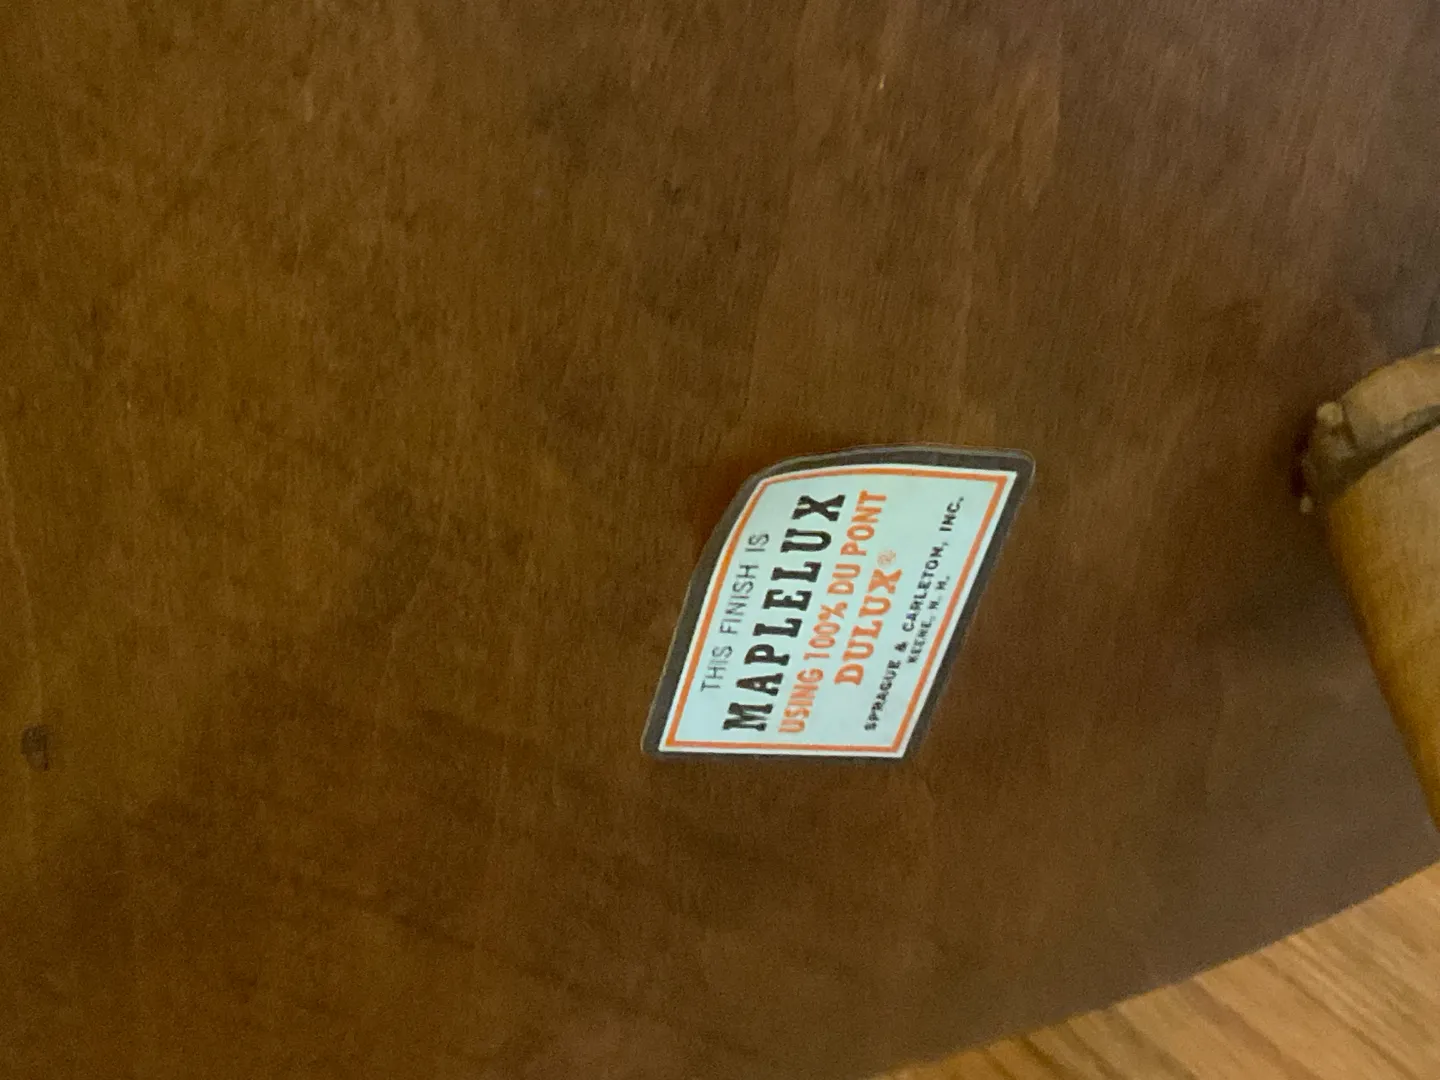 THIS FINISH IS
MAPLELUX
USING 100% DU PONT
DULUX®
SPRAGUE & CARLETON, INC.
KEENE, N. H.